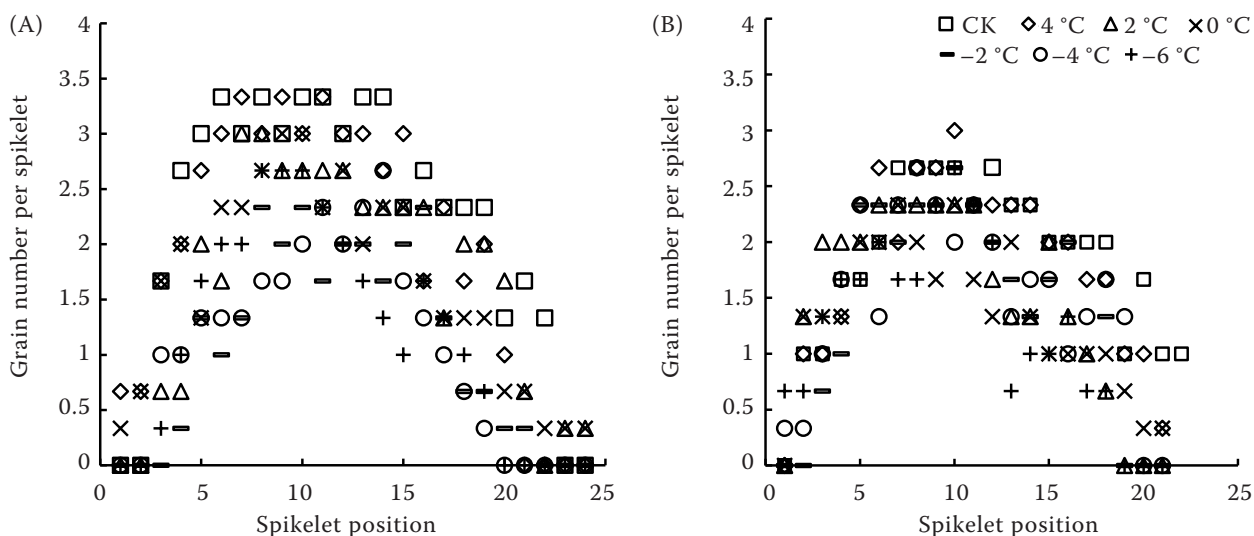 (A)
4
3.5
3
2.5
2
1.5
1
0.5
0
0 5 10 15 20 25
Grain number per spikelet
Spikelet position
(B)
CK 4 °C 2 °C 0 °C
–2 °C –4 °C –6 °C
4
3.5
3
2.5
2
1.5
1
0.5
0
0 5 10 15 20 25
Grain number per spikelet
Spikelet position